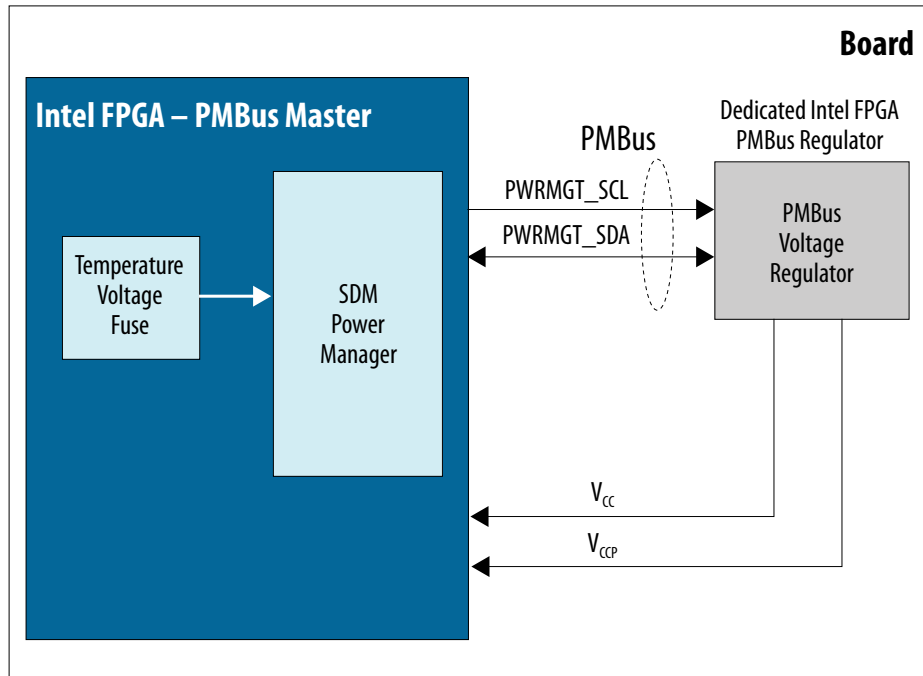 Board
Intel FPGA – PMBus Master
Dedicated Intel FPGA
PMBus Regulator
PMBus
PWRMGT_SCL
PWRMGT_SDA
PMBus
Voltage
Regulator
Temperature
Voltage
Fuse
SDM
Power
Manager
VCC
VCCP